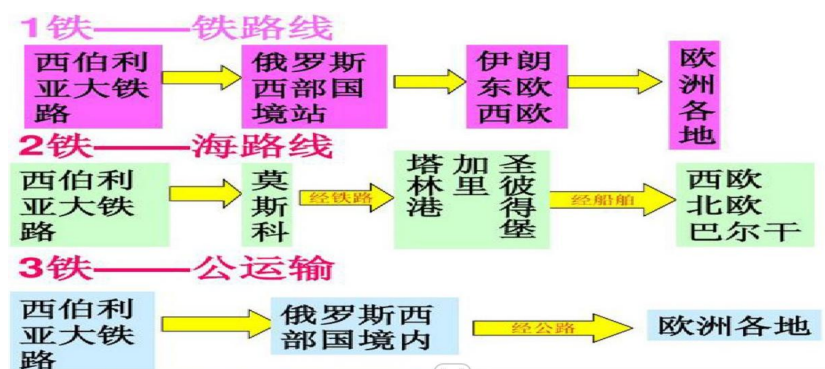 1铁——铁路线
西伯利
亚大铁
路
俄罗斯
西部国
境站
伊朗
东欧
西欧
欧
洲
各
地
2铁——海路线
西伯利
亚大铁
路
莫
斯
科
经铁路
塔林港
加里
圣彼得堡
经船舶
西欧
北欧
巴尔干
3铁——公运输
西伯利
亚大铁
路
俄罗斯西
部国境内
经公路
欧洲各地